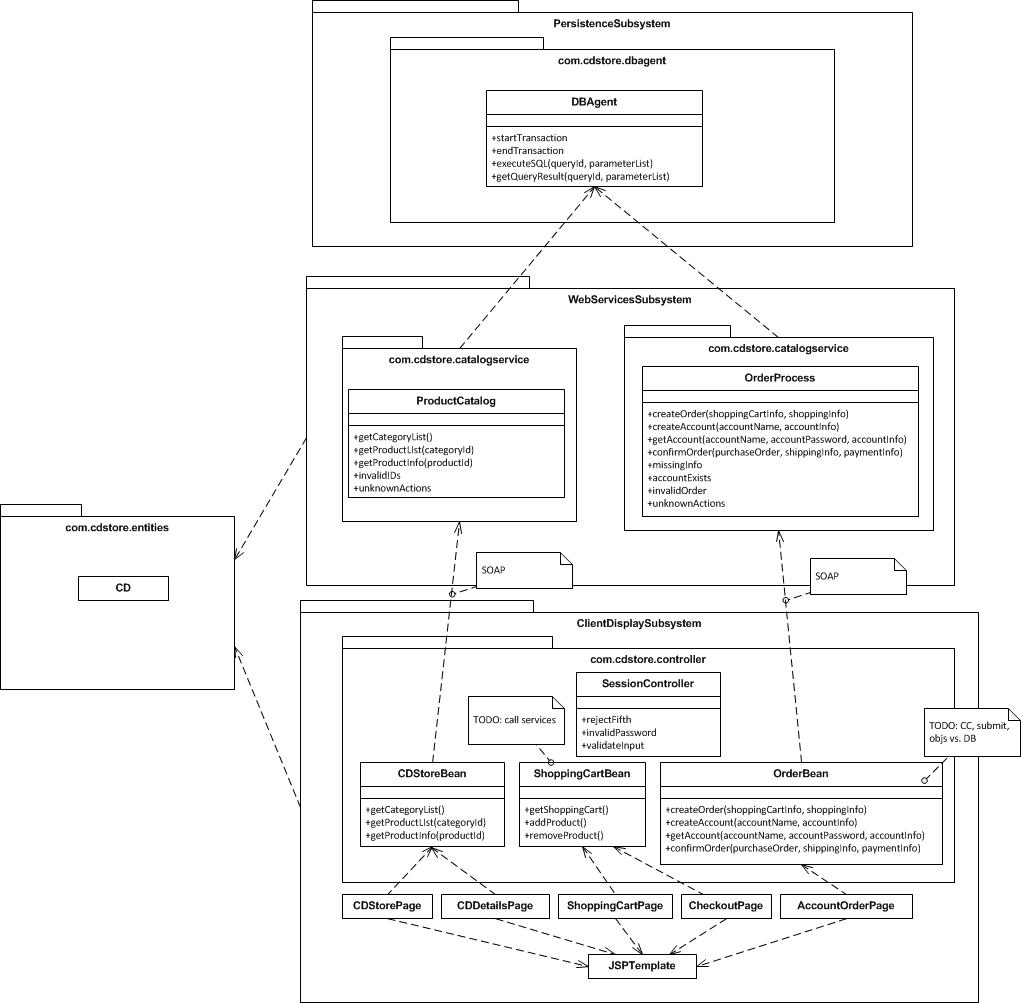 PersistenceSubsystem
com.cdstore.dbagent
DBAgent
+startTransaction
+endTransaction
+executeSQL(queryId, parameterList)
+getQueryResult(queryId, parameterList)
WebServicesSubsystem
com.cdstore.catalogservice
ProductCatalog
+getCategoryList()
+getProductList(categoryId)
+getProductInfo(productId)
+invalidIDs
+unknownActions
com.cdstore.catalogservice
OrderProcess
+createOrder(shoppingCartInfo, shoppingInfo)
+createAccount(accountName, accountInfo)
+getAccount(accountName, accountPassword, accountInfo)
+confirmOrder(purchaseOrder, shippingInfo, paymentInfo)
+missingInfo
+accountExists
+invalidOrder
+unknownActions
com.cdstore.entities
CD
SOAP
SOAP
ClientDisplaySubsystem
com.cdstore.controller
SessionController
+rejectFifth
+invalidPassword
+validateInput
TODO: call services
TODO: CC, submit,
objs vs. DB
CDStoreBean
+getCategoryList()
+getProductList(categoryId)
+getProductInfo(productId)
ShoppingCartBean
+getShoppingCart()
+addProduct()
+removeProduct()
OrderBean
+createOrder(shoppingCartInfo, shoppingInfo)
+createAccount(accountName, accountInfo)
+getAccount(accountName, accountPassword, accountInfo)
+confirmOrder(purchaseOrder, shippingInfo, paymentInfo)
CDStorePage
CDDetailsPage
ShoppingCartPage
CheckoutPage
AccountOrderPage
JSPTemplate